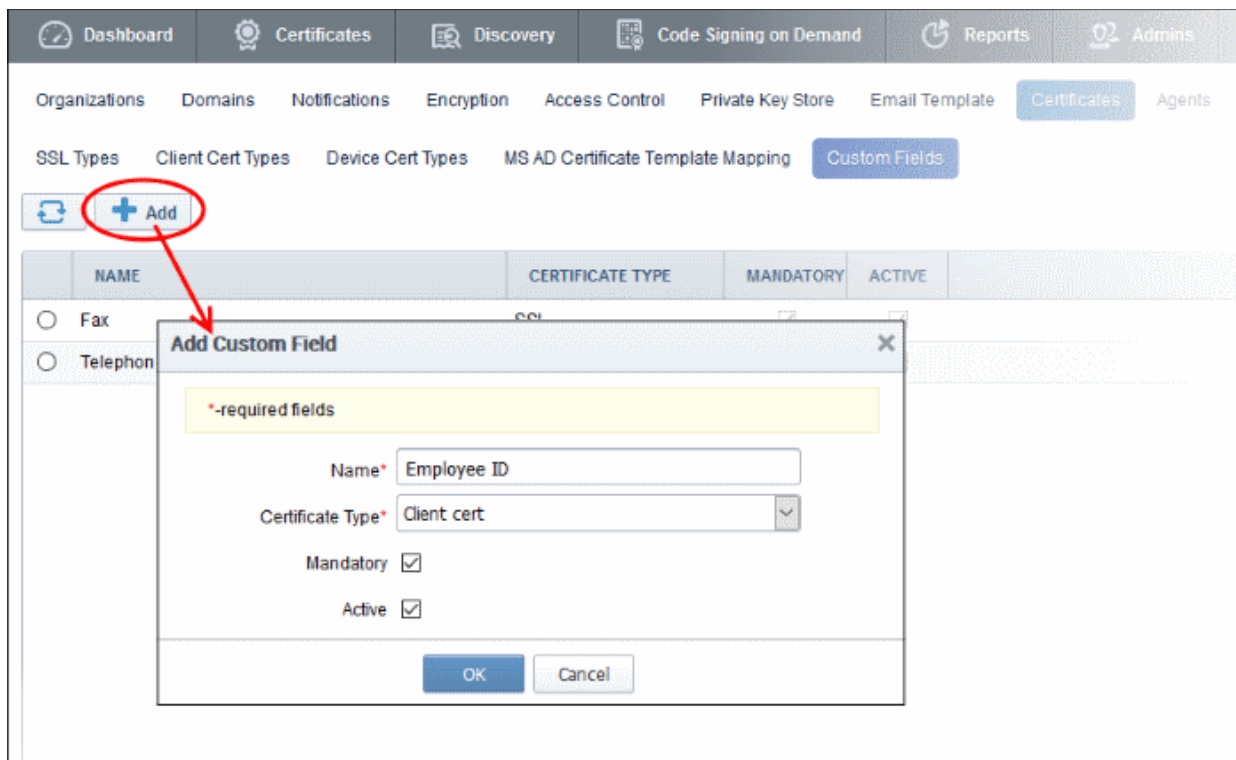 Dashboard Certificates Discovery Code Signing on Demand Reports Admins
Organizations Domains Notifications Encryption Access Control Private Key Store Email Template Certificates Agents
SSL Types Client Cert Types Device Cert Types MS AD Certificate Template Mapping Custom Fields
Add
NAME CERTIFICATE TYPE MANDATORY ACTIVE
Fax SSL
Telephon
Add Custom Field
*-required fields
Name* Employee ID
Certificate Type* Client cert
Mandatory
Active
OK Cancel